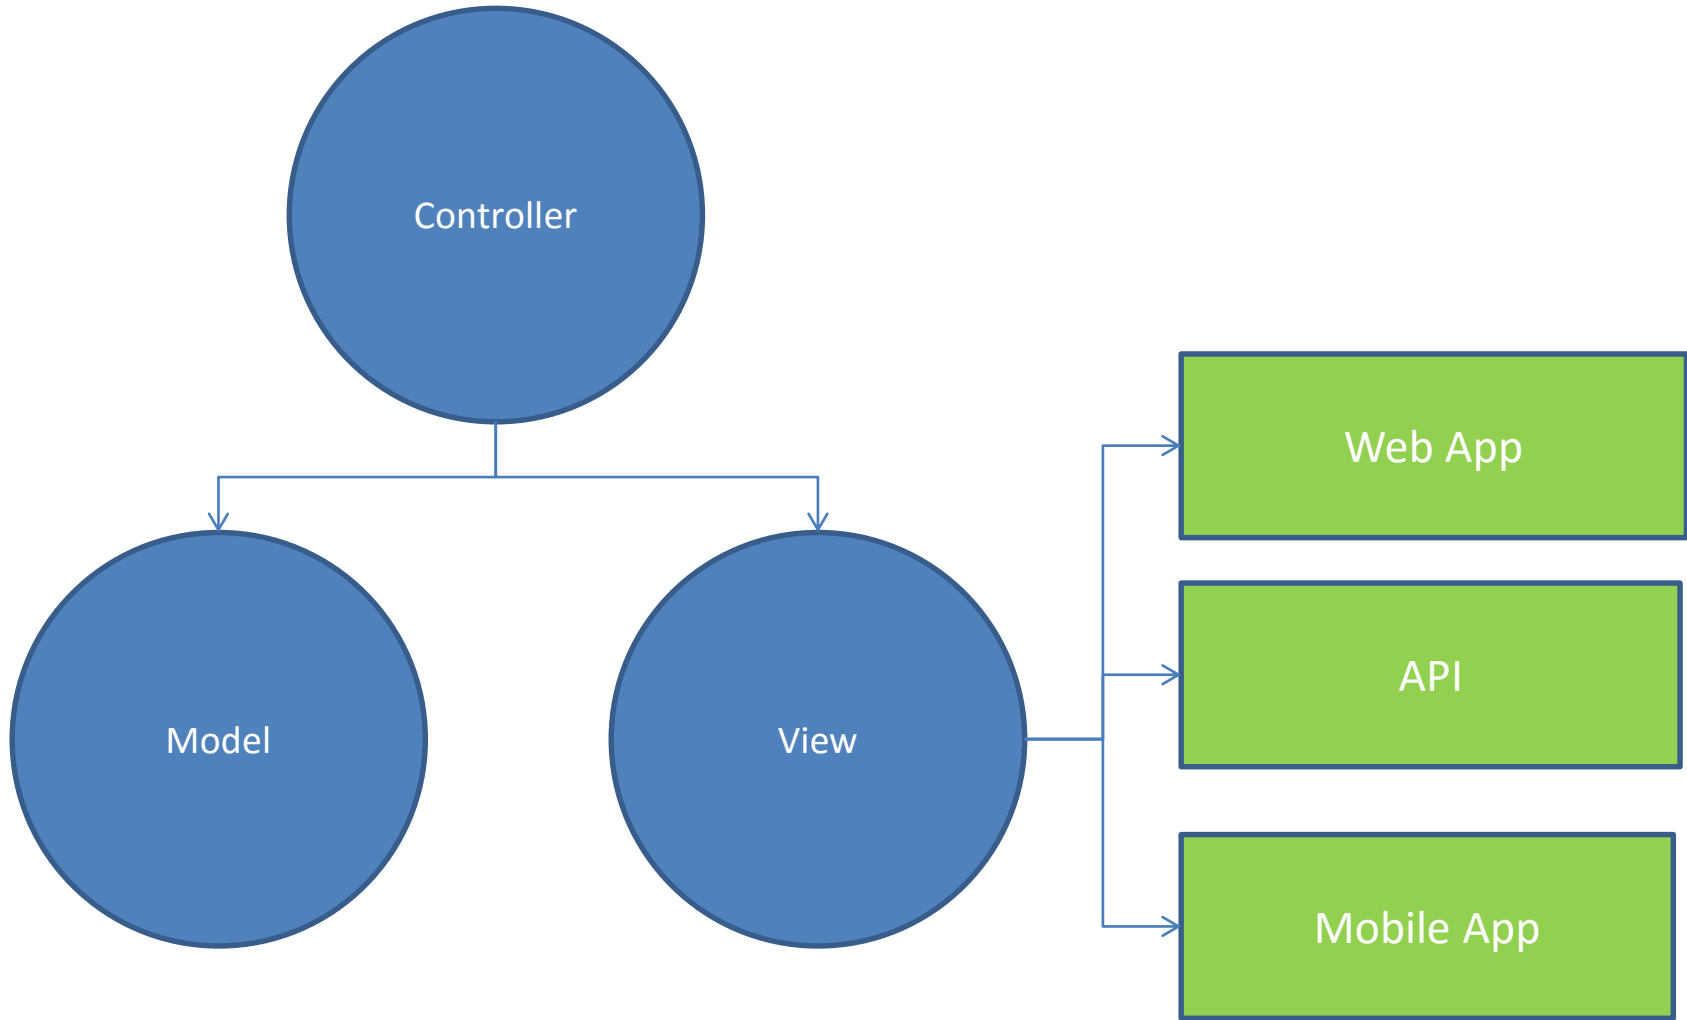 Controller
Model
View
Web App
API
Mobile App